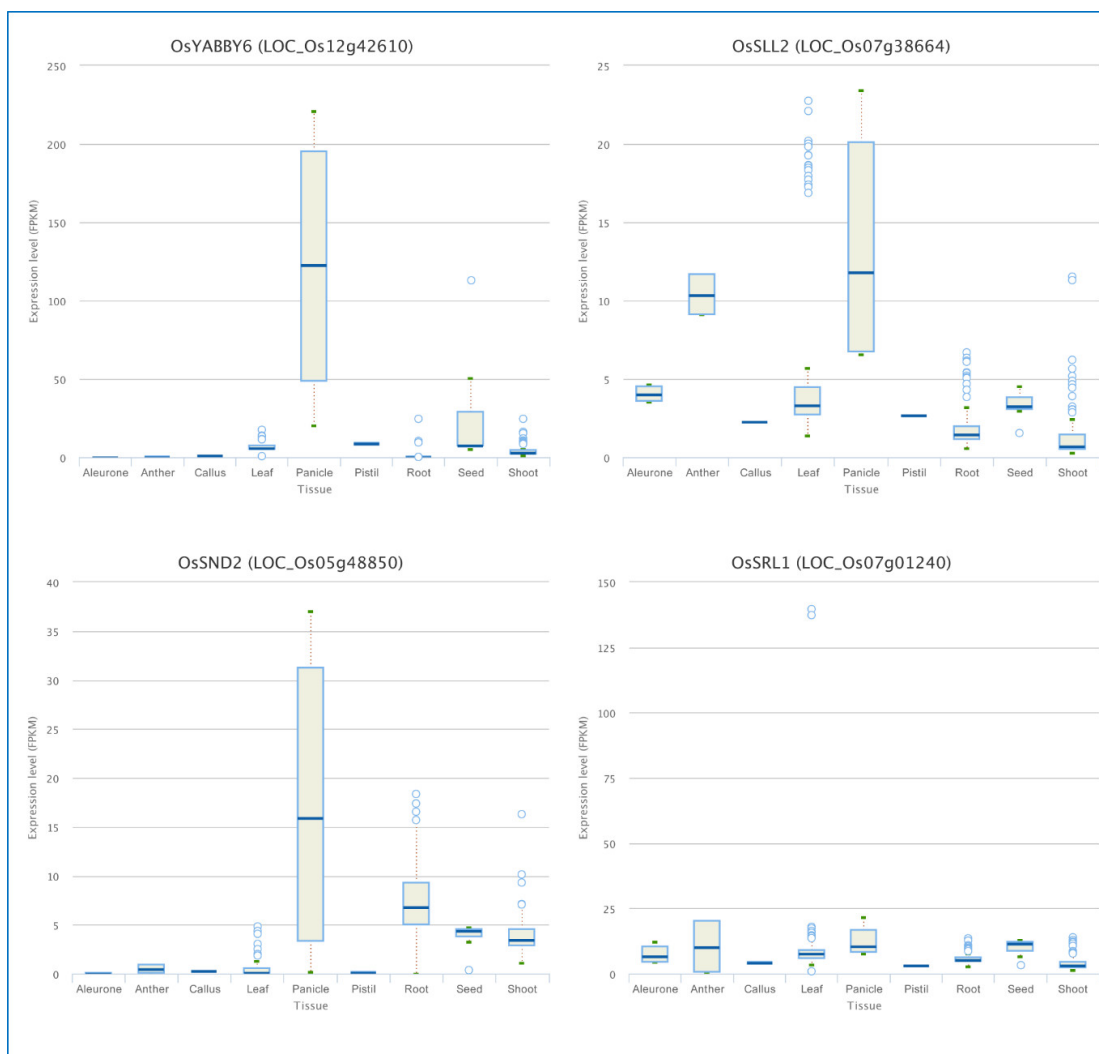 OsYABBY6 (LOC_Os12g42610)
250
200
150
100
50
0
Expression level (FPKM)
Aleurone Anther Callus Leaf Panicle Pistil Root Seed Shoot
Tissue
OsSLL2 (LOC_Os07g38664)
25
20
15
10
5
0
Expression level (FPKM)
Aleurone Anther Callus Leaf Panicle Pistil Root Seed Shoot
Tissue
OsSND2 (LOC_Os05g48850)
40
35
30
25
20
15
10
5
0
Expression level (FPKM)
Aleurone Anther Callus Leaf Panicle Pistil Root Seed Shoot
Tissue
OsSRL1 (LOC_Os07g01240)
150
125
100
75
50
25
0
Expression level (FPKM)
Aleurone Anther Callus Leaf Panicle Pistil Root Seed Shoot
Tissue